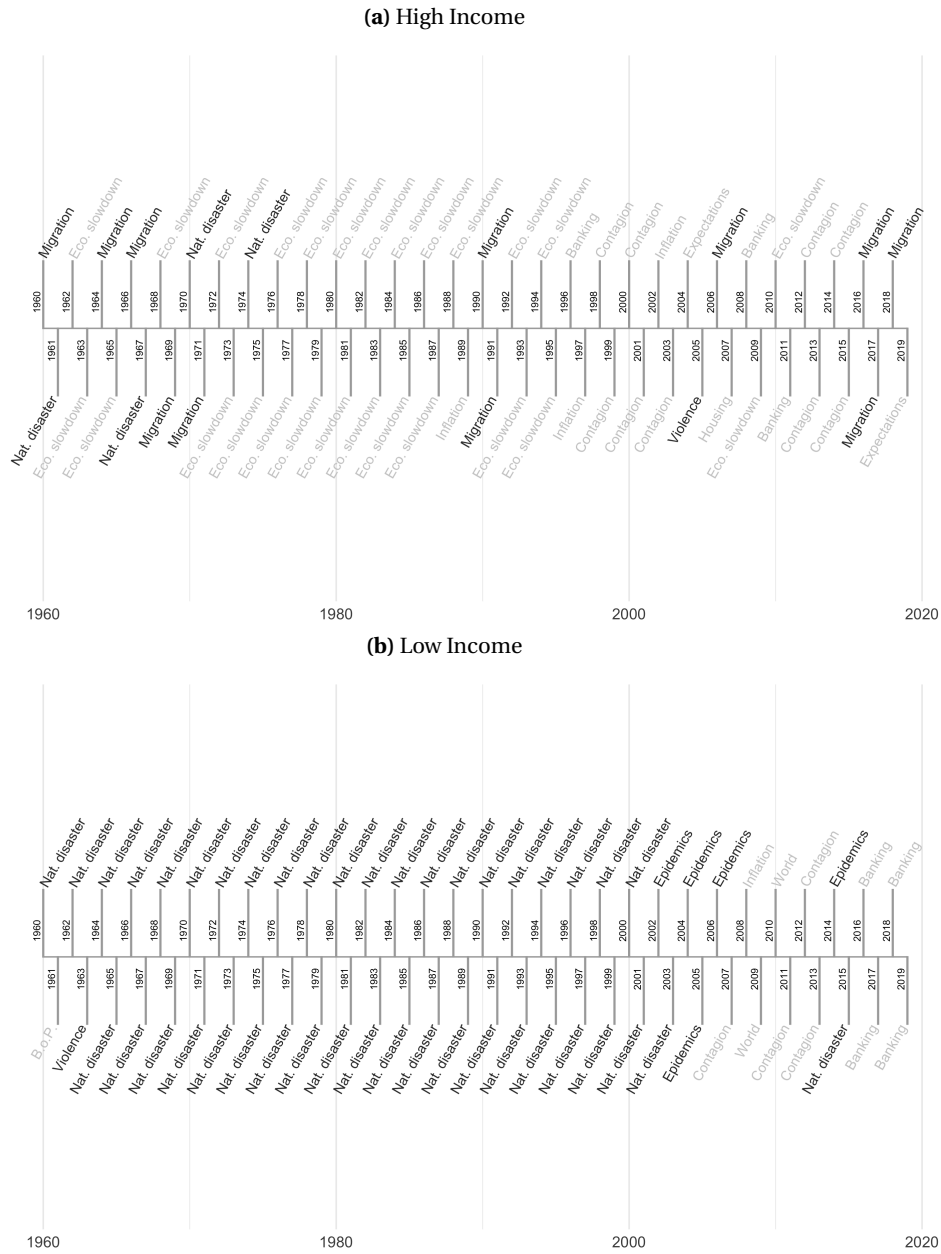 (a) High Income
Migration Eco. slowdown Migration Migration Eco. slowdown Nat. disaster Eco. slowdown Nat. disaster Eco. slowdown Eco. slowdown Eco. slowdown Eco. slowdown Eco. slowdown Eco. slowdown Eco. slowdown Migration Eco. slowdown Eco. slowdown Banking Contagion Contagion Inflation Expectations Migration Banking Eco. slowdown Contagion Contagion Migration Migration
1960 1962 1964 1966 1968 1970 1972 1974 1976 1978 1980 1982 1984 1986 1988 1990 1992 1994 1996 1998 2000 2002 2004 2006 2008 2010 2012 2014 2016 2018
1961 1963 1965 1967 1969 1971 1973 1975 1977 1979 1981 1983 1985 1987 1989 1991 1993 1995 1997 1999 2001 2003 2005 2007 2009 2011 2013 2015 2017 2019
Nat. disaster Eco. slowdown Eco. slowdown Nat. disaster Migration Migration Eco. slowdown Eco. slowdown Eco. slowdown Eco. slowdown Eco. slowdown Eco. slowdown Eco. slowdown Eco. slowdown Inflation Migration Eco. slowdown Eco. slowdown Inflation Contagion Contagion Contagion Violence Housing Eco. slowdown Banking Contagion Contagion Migration Expectations
1960 1980 2000 2020
(b) Low Income
Nat. disaster Nat. disaster Nat. disaster Nat. disaster Nat. disaster Nat. disaster Nat. disaster Nat. disaster Nat. disaster Nat. disaster Nat. disaster Nat. disaster Nat. disaster Nat. disaster Nat. disaster Nat. disaster Nat. disaster Nat. disaster Nat. disaster Nat. disaster Nat. disaster Epidemics Epidemics Epidemics Inflation World Contagion Epidemics Banking Banking
1960 1962 1964 1966 1968 1970 1972 1974 1976 1978 1980 1982 1984 1986 1988 1990 1992 1994 1996 1998 2000 2002 2004 2006 2008 2010 2012 2014 2016 2018
1961 1963 1965 1967 1969 1971 1973 1975 1977 1979 1981 1983 1985 1987 1989 1991 1993 1995 1997 1999 2001 2003 2005 2007 2009 2011 2013 2015 2017 2019
B.o.P. Violence Nat. disaster Nat. disaster Nat. disaster Nat. disaster Nat. disaster Nat. disaster Nat. disaster Nat. disaster Nat. disaster Nat. disaster Nat. disaster Nat. disaster Nat. disaster Nat. disaster Nat. disaster Nat. disaster Nat. disaster Nat. disaster Nat. disaster Nat. disaster Epidemics Contagion World Contagion Contagion Nat. disaster Banking Banking
1960 1980 2000 2020